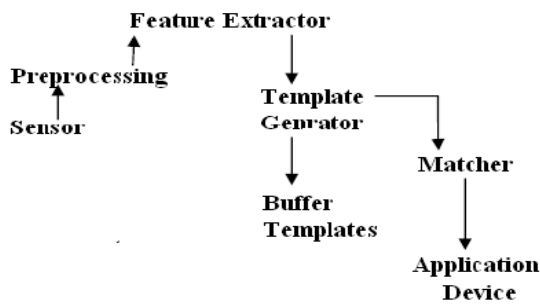 Feature Extractor
Preprocessing
Sensor
Template
Genrator
Matcher
Buffer
Templates
Application
Device